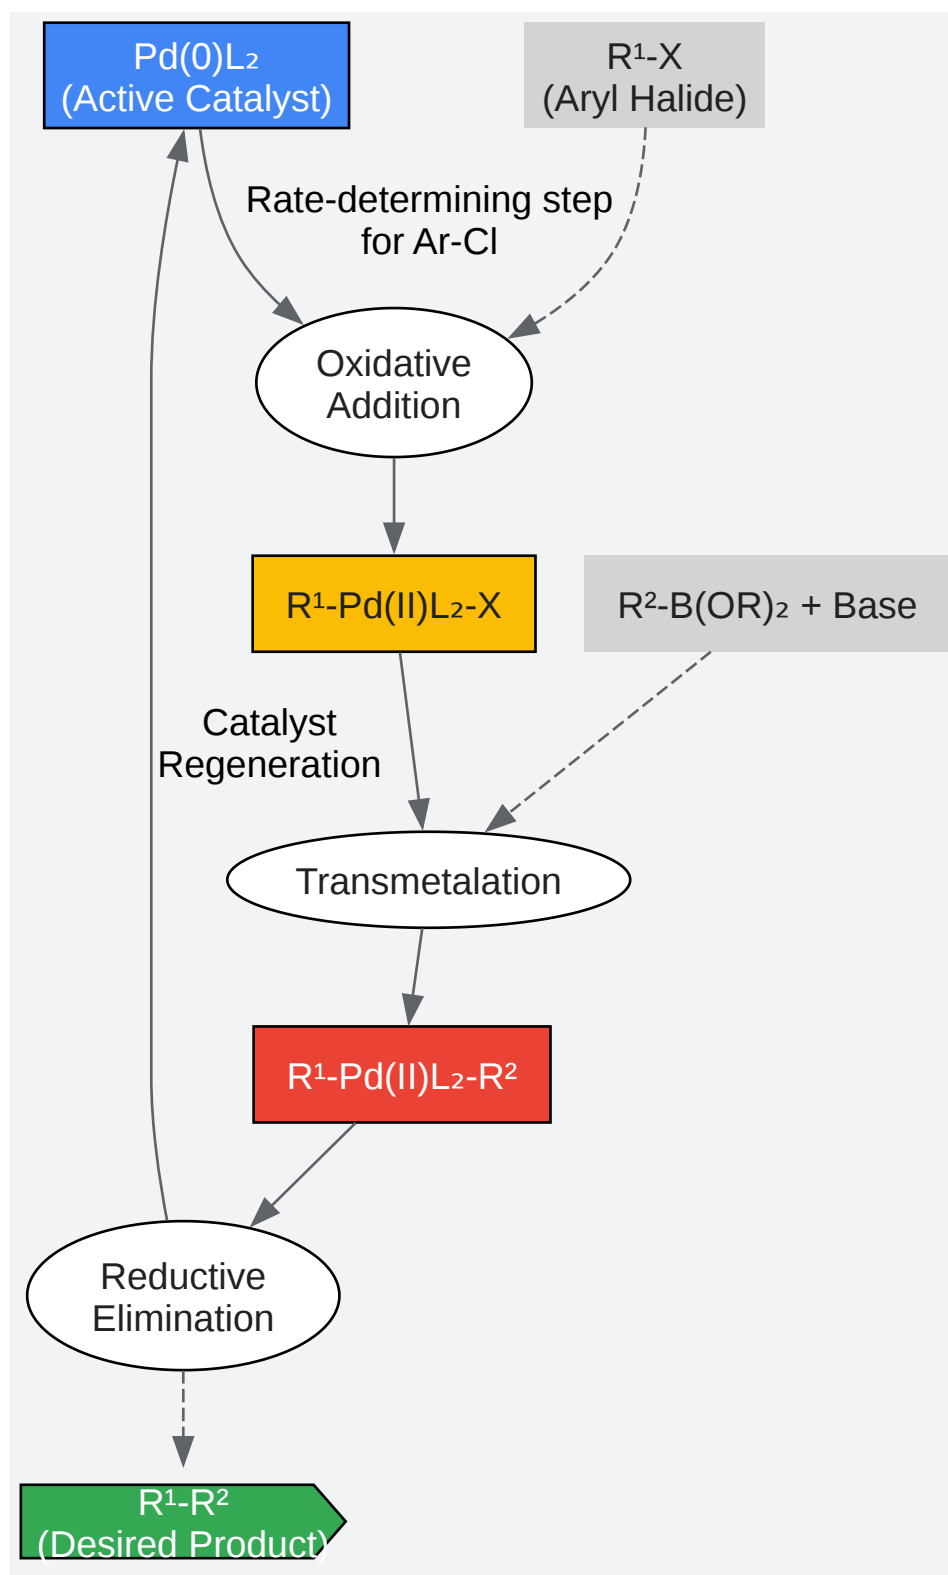 Pd(0)L₂
(Active Catalyst)
R¹-X
(Aryl Halide)
Rate-determining step
for Ar-Cl
Oxidative
Addition
R¹-Pd(II)L₂-X
R²-B(OR)₂ + Base
Catalyst
Regeneration
Transmetalation
R¹-Pd(II)L₂-R²
Reductive
Elimination
R¹-R²
(Desired Product)